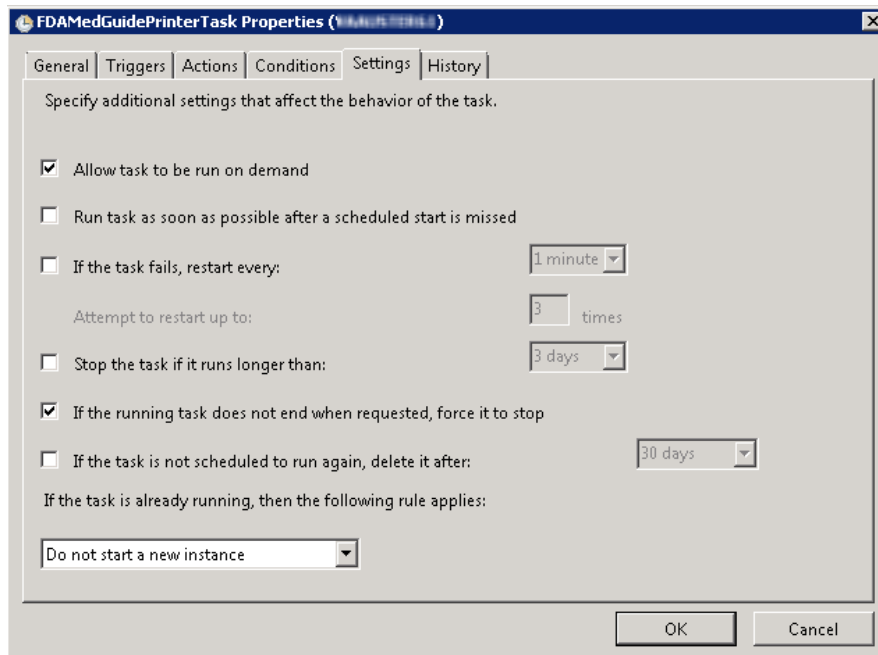 FDAMedGuidePrinterTask Properties ( )
General Triggers Actions Conditions Settings History
Specify additional settings that affect the behavior of the task.
Allow task to be run on demand
Run task as soon as possible after a scheduled start is missed
If the task fails, restart every: 1 minute
Attempt to restart up to: 3 times
Stop the task if it runs longer than: 3 days
If the running task does not end when requested, force it to stop
If the task is not scheduled to run again, delete it after: 30 days
If the task is already running, then the following rule applies:
Do not start a new instance
OK Cancel